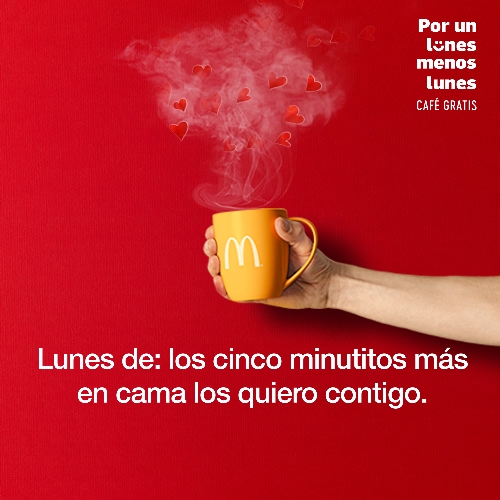 Por un
lunes
menos
lunes
CAFÉ GRATIS
M
Lunes de: los cinco minutitos más
en cama los quiero contigo.